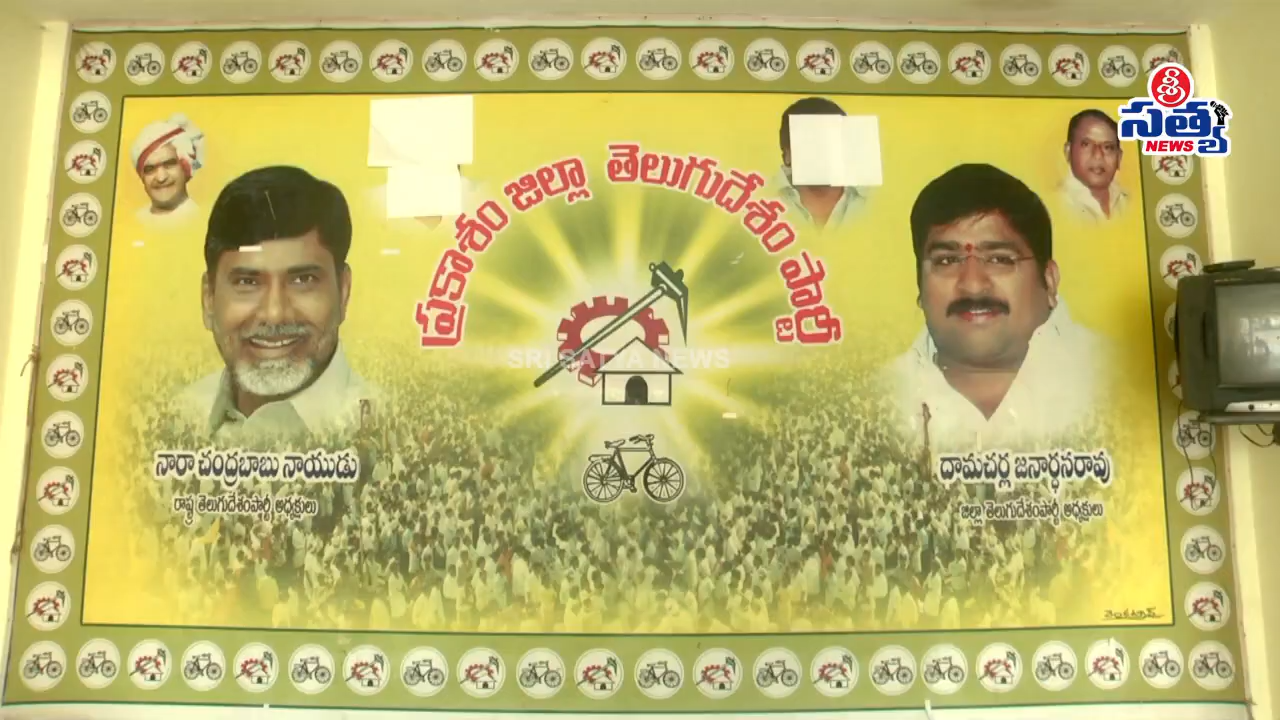 శ్రీ
సత్య
NEWS
ప్రకాశం జిల్లా తెలుగుదేశం పార్టీ
SRI SATYA NEWS
నారా చంద్రబాబు నాయుడు
రాష్ట్ర తెలుగుదేశంపార్టీ అధ్యక్షులు
దామచర్ల జనార్ధనరావు
జిల్లా తెలుగుదేశంపార్టీ అధ్యక్షులు